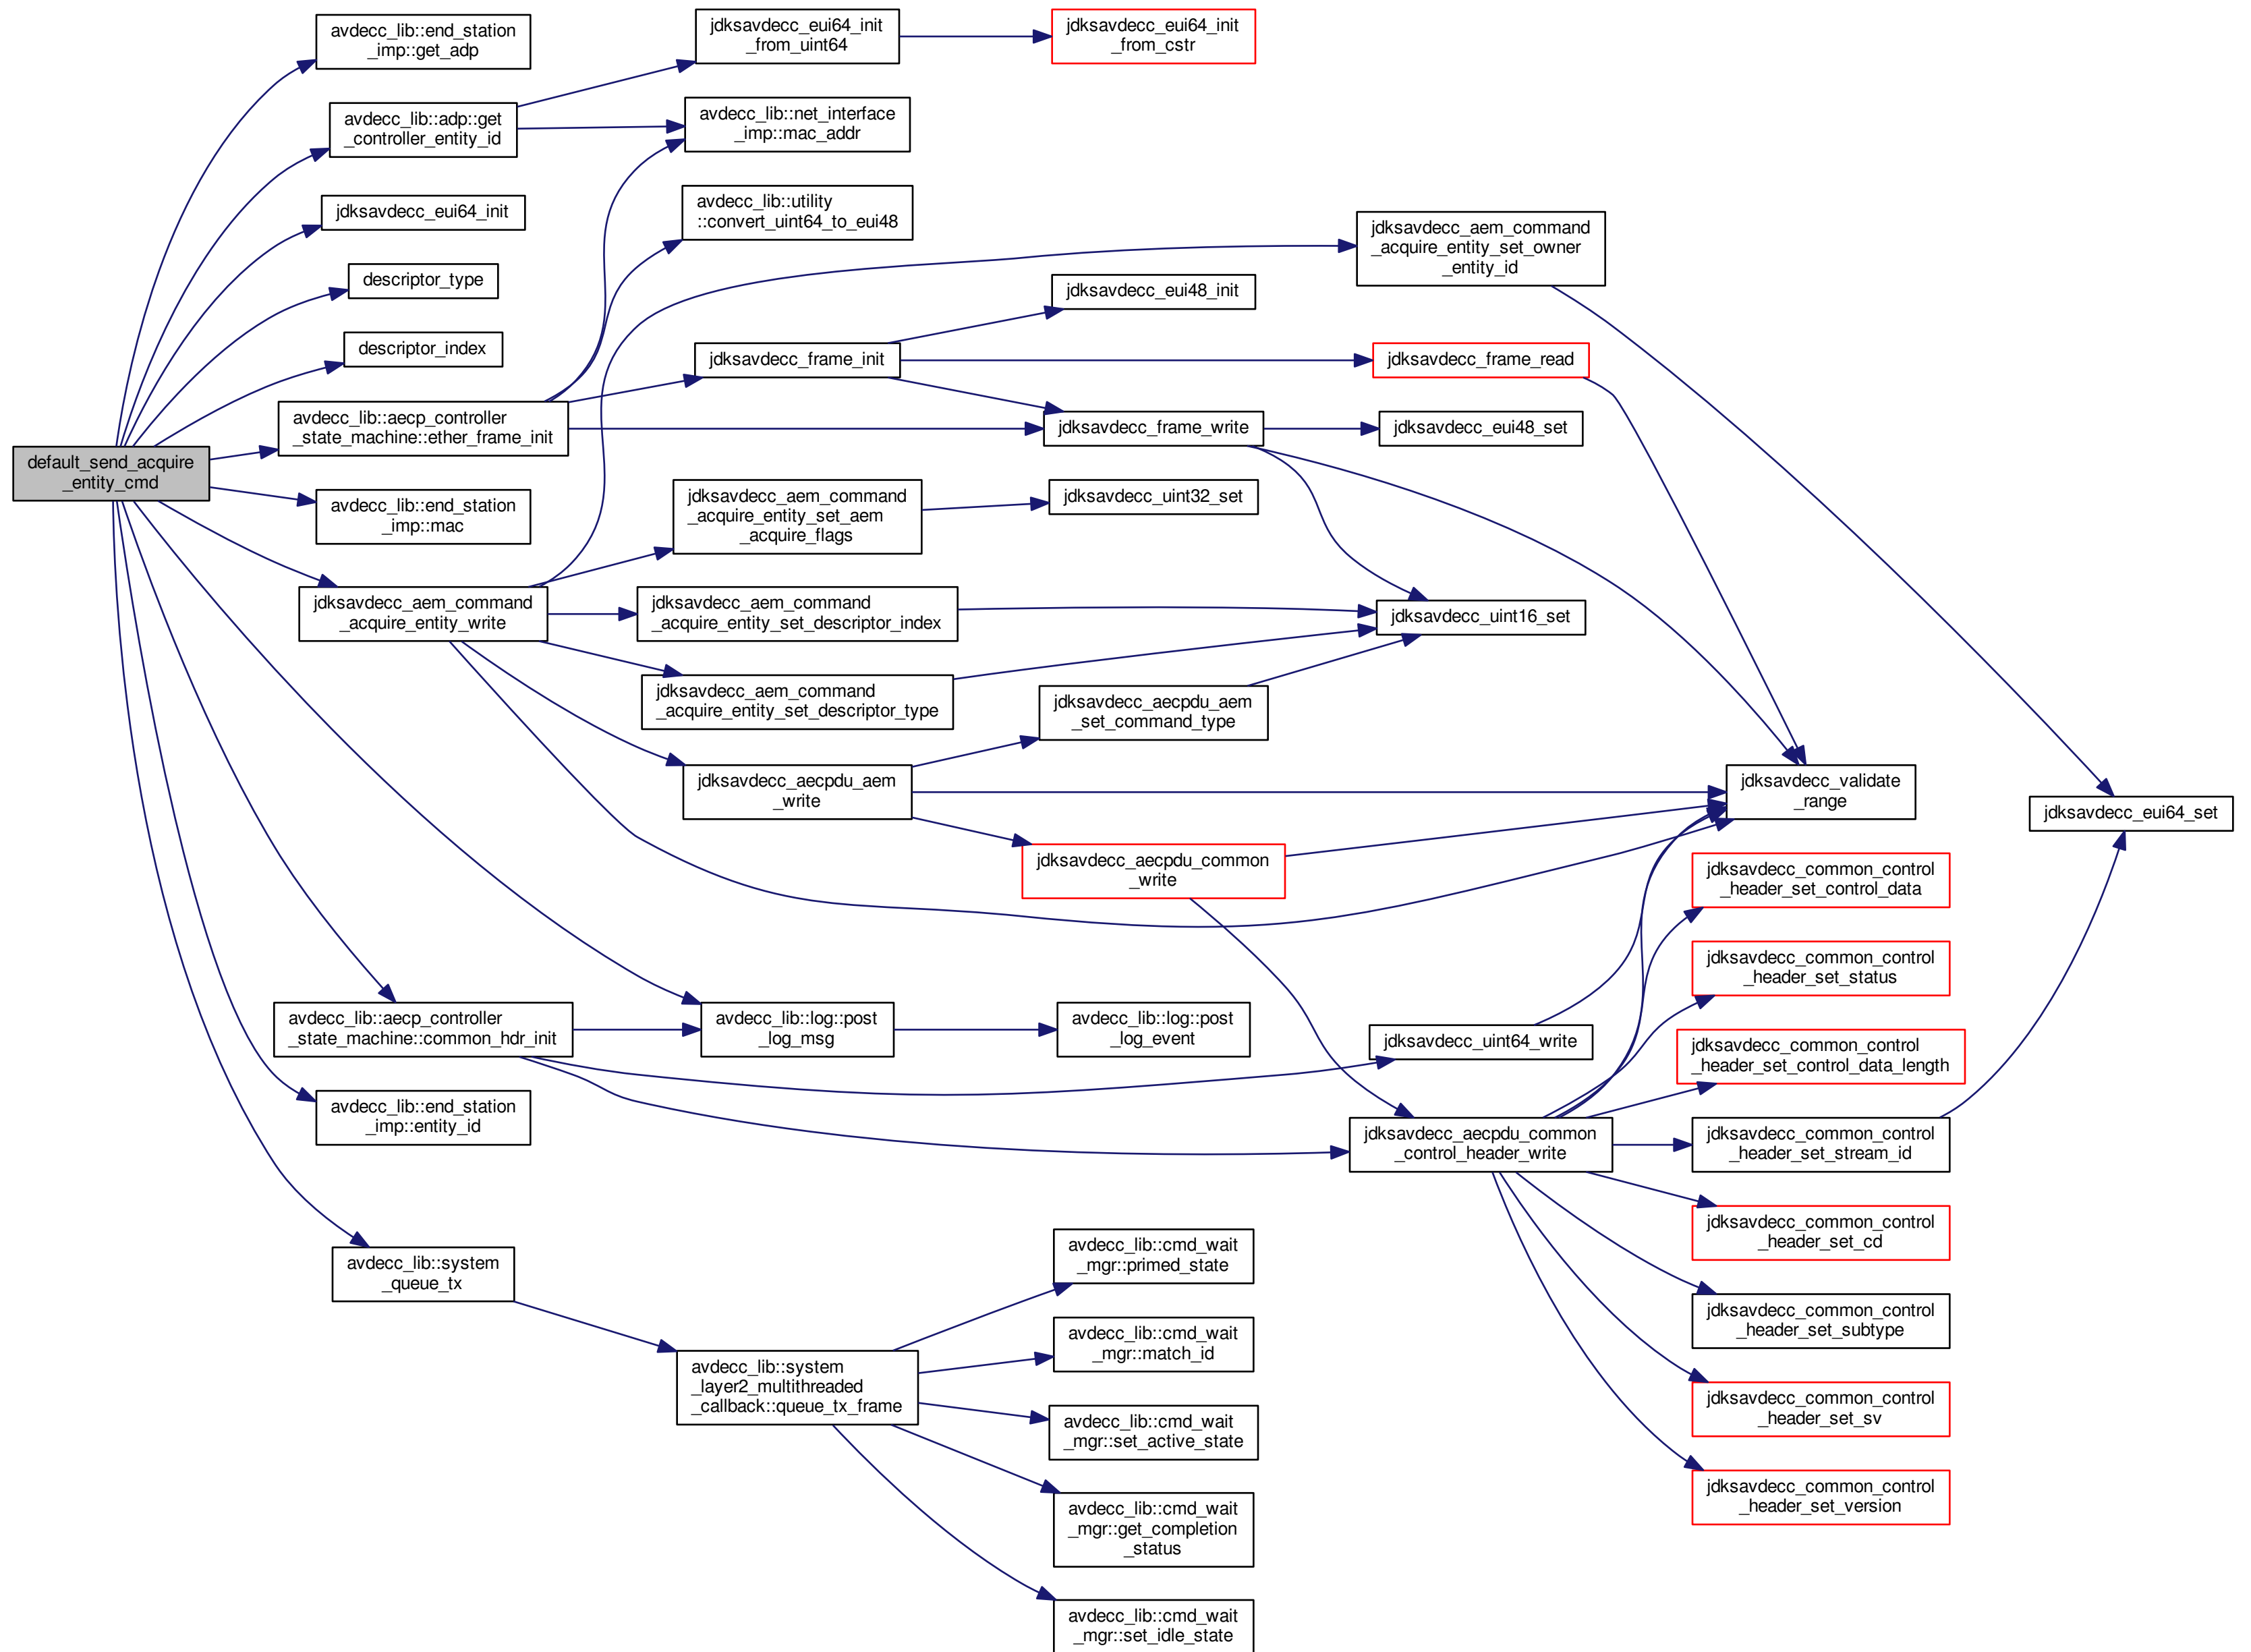 default_send_acquire
_entity_cmd
avdecc_lib::end_station
_imp::get_adp
avdecc_lib::adp::get
_controller_entity_id
jdksavdecc_eui64_init
descriptor_type
descriptor_index
avdecc_lib::aecp_controller
_state_machine::ether_frame_init
avdecc_lib::end_station
_imp::mac
jdksavdecc_aem_command
_acquire_entity_write
avdecc_lib::aecp_controller
_state_machine::common_hdr_init
avdecc_lib::end_station
_imp::entity_id
avdecc_lib::system
_queue_tx
jdksavdecc_eui64_init
_from_uint64
avdecc_lib::net_interface
_imp::mac_addr
avdecc_lib::utility
::convert_uint64_to_eui48
jdksavdecc_frame_init
jdksavdecc_aem_command
_acquire_entity_set_aem
_acquire_flags
jdksavdecc_aem_command
_acquire_entity_set_descriptor_index
jdksavdecc_aem_command
_acquire_entity_set_descriptor_type
jdksavdecc_aecpdu_aem
_write
avdecc_lib::log::post
_log_msg
avdecc_lib::system
_layer2_multithreaded
_callback::queue_tx_frame
jdksavdecc_eui64_init
_from_cstr
jdksavdecc_eui48_init
jdksavdecc_frame_write
jdksavdecc_uint32_set
jdksavdecc_aecpdu_aem
_set_command_type
jdksavdecc_aecpdu_common
_write
avdecc_lib::log::post
_log_event
avdecc_lib::cmd_wait
_mgr::primed_state
avdecc_lib::cmd_wait
_mgr::match_id
avdecc_lib::cmd_wait
_mgr::set_active_state
avdecc_lib::cmd_wait
_mgr::get_completion
_status
avdecc_lib::cmd_wait
_mgr::set_idle_state
jdksavdecc_aem_command
_acquire_entity_set_owner
_entity_id
jdksavdecc_frame_read
jdksavdecc_eui48_set
jdksavdecc_uint16_set
jdksavdecc_uint64_write
jdksavdecc_aecpdu_common
_control_header_write
jdksavdecc_validate
_range
jdksavdecc_common_control
_header_set_control_data
jdksavdecc_common_control
_header_set_status
jdksavdecc_common_control
_header_set_control_data_length
jdksavdecc_common_control
_header_set_stream_id
jdksavdecc_common_control
_header_set_cd
jdksavdecc_common_control
_header_set_subtype
jdksavdecc_common_control
_header_set_sv
jdksavdecc_common_control
_header_set_version
jdksavdecc_eui64_set